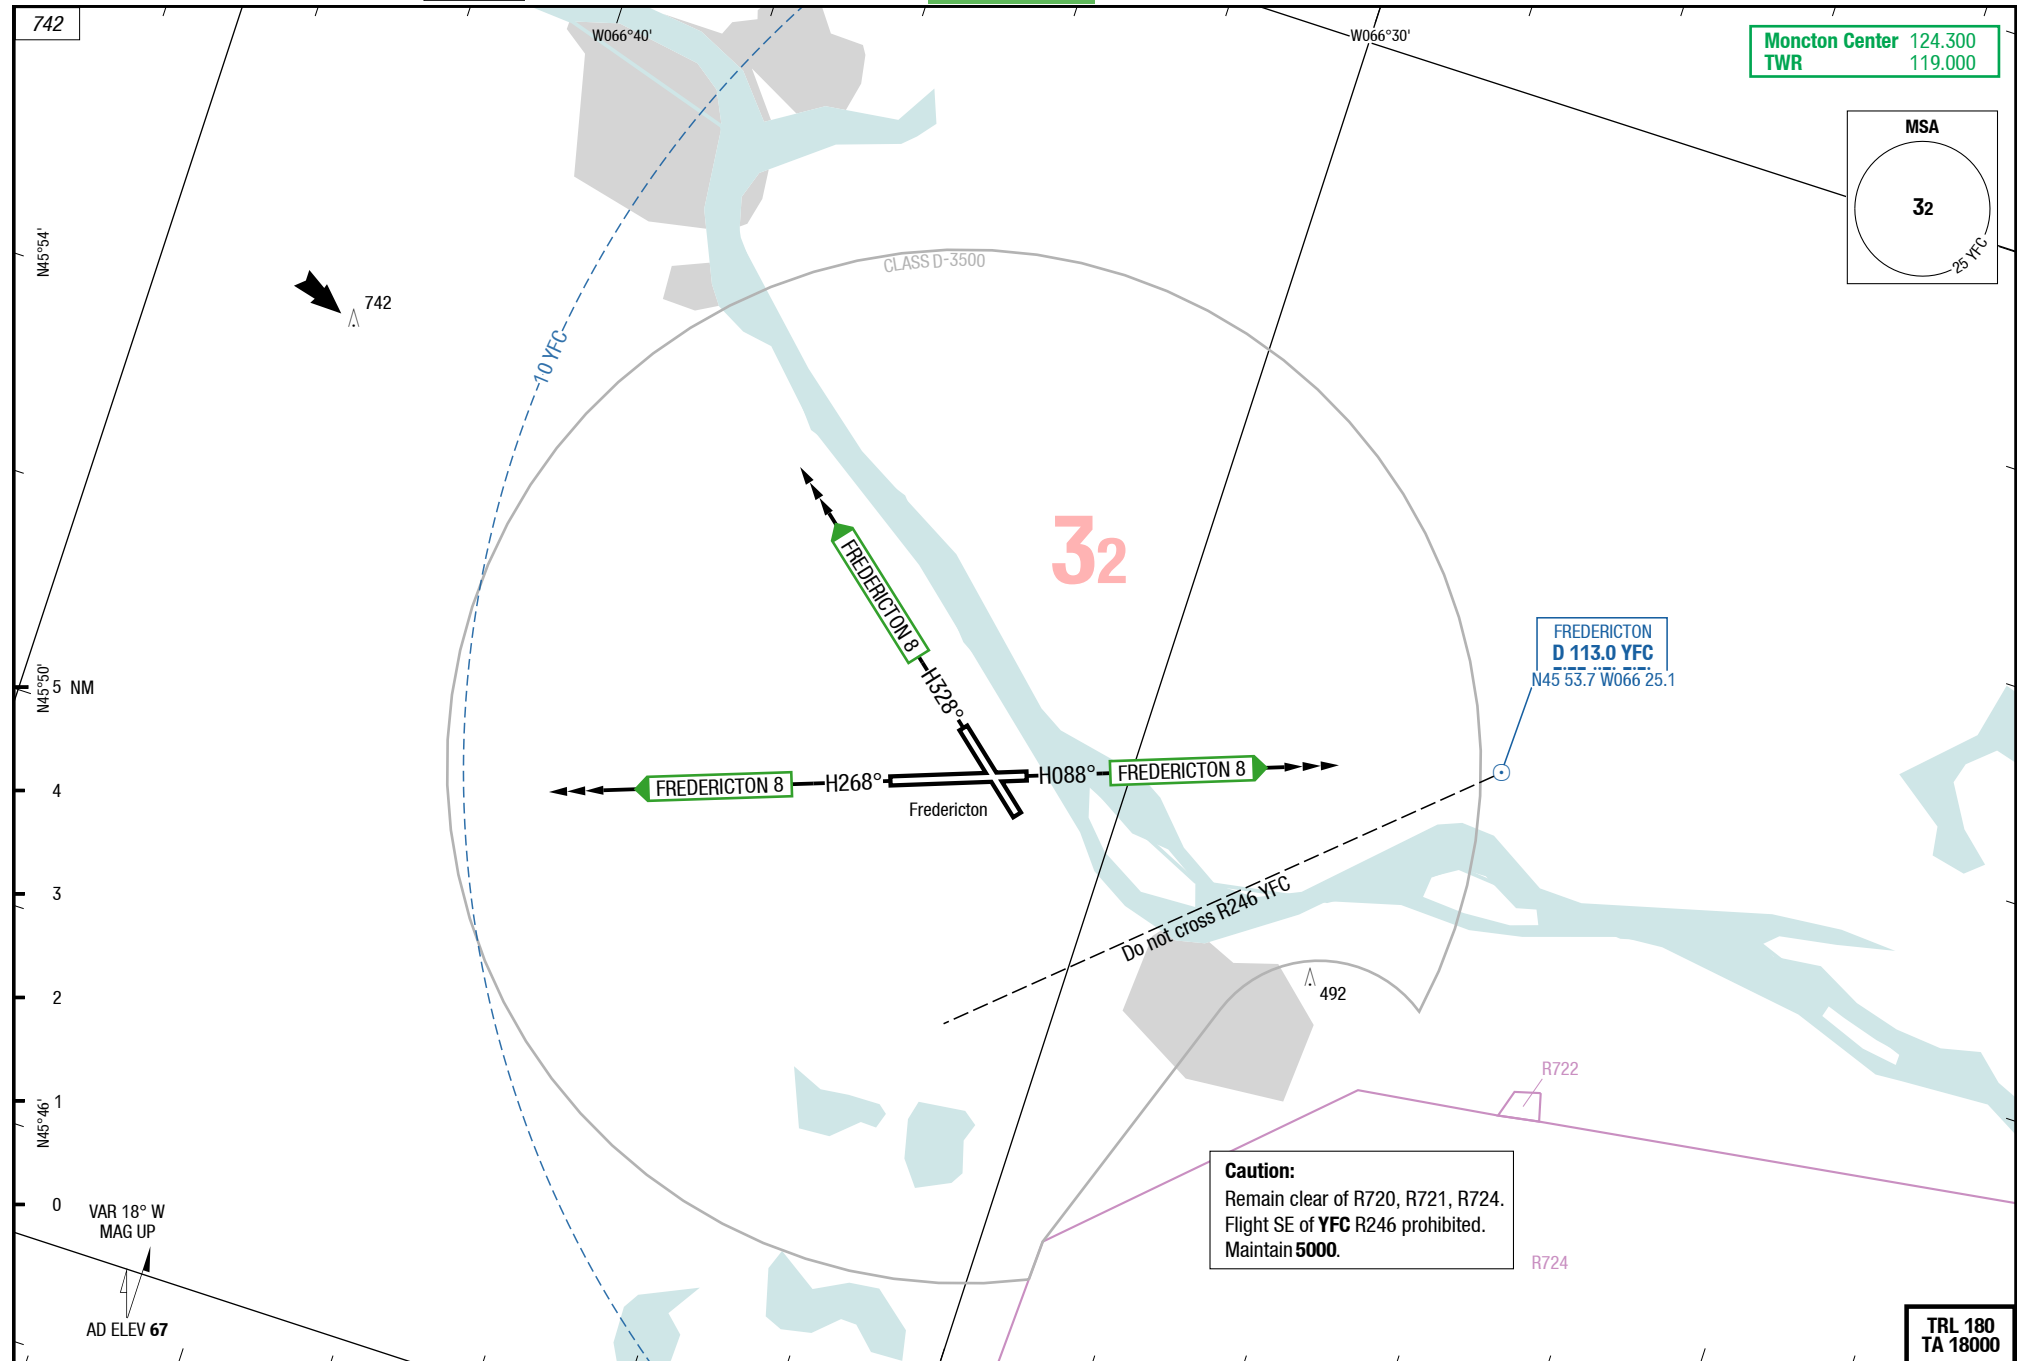 742
W066°40'
W066°30'
Moncton Center 124.300
TWR 119.000
MSA
32
25 YFC
N45°54'
742
CLASS D-3500
10 YFC
32
FREDERICTON 8
H328°
FREDERICTON
D 113.0 YFC
N45 53.7 W066 25.1
N45°50'
5 NM
FREDERICTON 8
H268°
H088°
FREDERICTON 8
Fredericton
4
3
Do not cross R246 YFC
2
492
R722
1
N45°46'
Caution:
Remain clear of R720, R721, R724.
Flight SE of YFC R246 prohibited.
Maintain 5000.
R724
0
VAR 18° W
MAG UP
AD ELEV 67
TRL 180
TA 18000